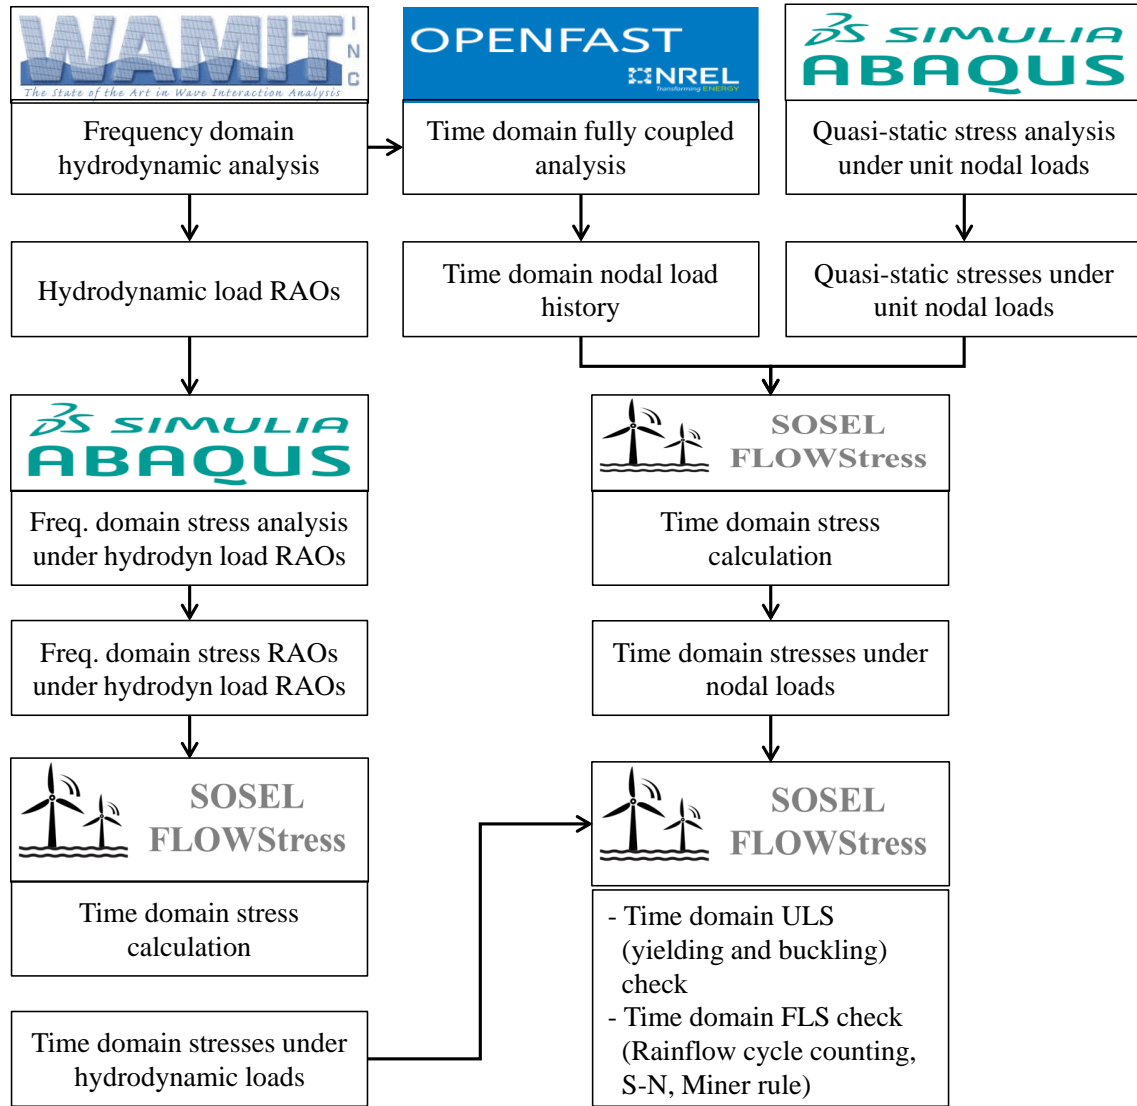 WAMIT
INC
The State of the Art in Wave Interaction Analysis
Frequency domain
hydrodynamic analysis
OPENFAST
NREL
Transforming ENERGY
Time domain fully coupled
analysis
3DS SIMULIA
ABAQUS
Quasi-static stress analysis
under unit nodal loads
Hydrodynamic load RAOs
Time domain nodal load
history
Quasi-static stresses under
unit nodal loads
3DS SIMULIA
ABAQUS
Freq. domain stress analysis
under hydrodyn load RAOs
SOSEL
FLOWStress
Time domain stress
calculation
Freq. domain stress RAOs
under hydrodyn load RAOs
Time domain stresses under
nodal loads
SOSEL
FLOWStress
Time domain stress
calculation
SOSEL
FLOWStress
- Time domain ULS
(yielding and buckling)
check
- Time domain FLS check
(Rainflow cycle counting,
S-N, Miner rule)
Time domain stresses under
hydrodynamic loads